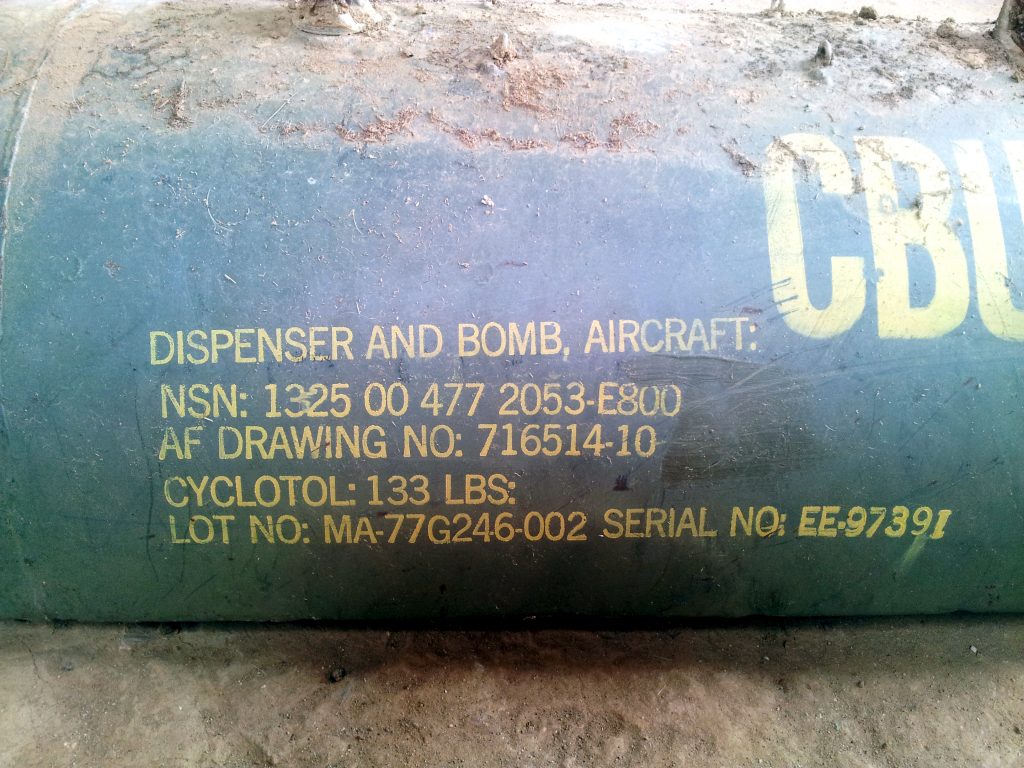 CBU
DISPENSER AND BOMB, AIRCRAFT:
NSN: 1325 00 477 2053-E800
AF DRAWING NO: 716514-10
CYCLOTOL: 133 LBS:
LOT NO: MA-77G246-002 SERIAL NO: EE-97391